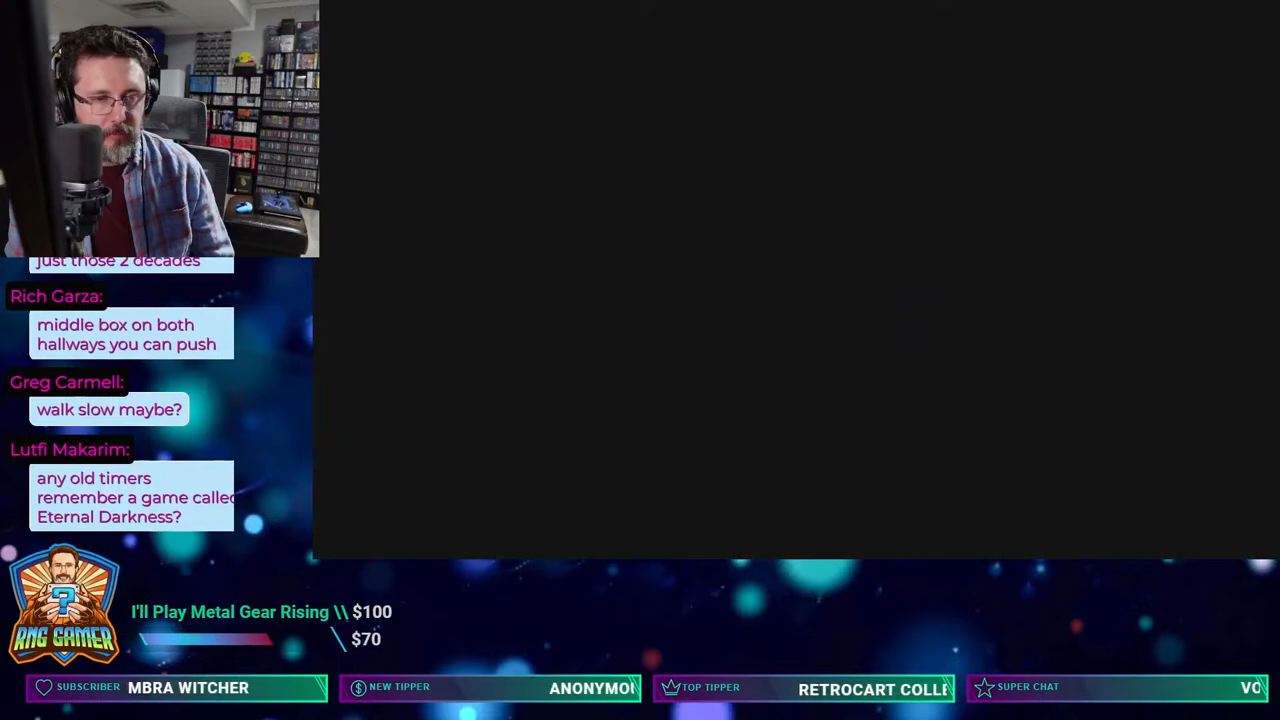 just those 2 decades
Rich Garza:
middle box on both
hallways you can push
Greg Carmell:
walk slow maybe?
Lutfi Makarim:
any old timers
remember a game called
Eternal Darkness?
?
RNG GAMER
I'll Play Metal Gear Rising \\ $100
$70
SUBSCRIBER MBRA WITCHER
NEW TIPPER ANONYMOU
TOP TIPPER RETROCART COLLE
SUPER CHAT VO